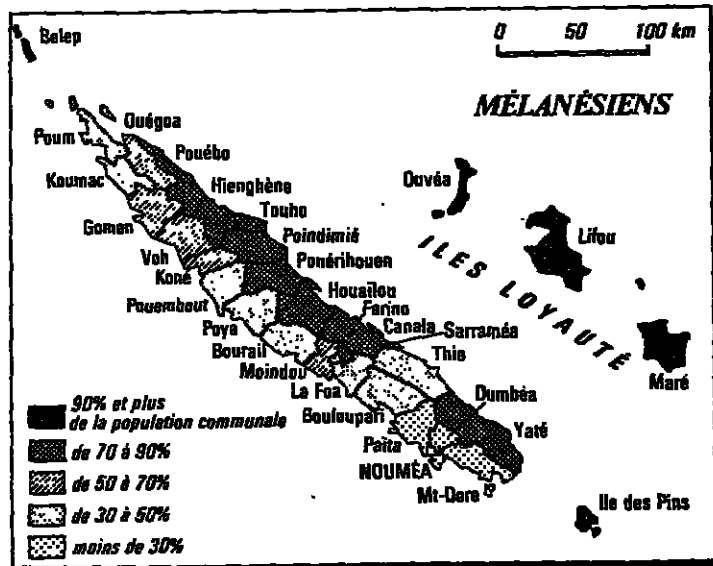 Belep
0 50 100 km
MÉLANÉSIENS
Ouégoa
Poum
Pouébo
Koumac
Hienghène
Ouvéa
Touho
Gomen
Poindimié
Lifou
Voh
Ponérihouen
ILES LOYAUTÉ
Koné
Houaïlou
Farino
Pouembout
Canala
Sarraméa
Poya
Thio
Bourail
Maré
Moindou
La Foa
Dumbéa
Bouloupari
Yaté
Païta
NOUMÉA
Mt-Dore
Ile des Pins
90% et plus
de la population communale
de 70 à 90%
de 50 à 70%
de 30 à 50%
moins de 30%